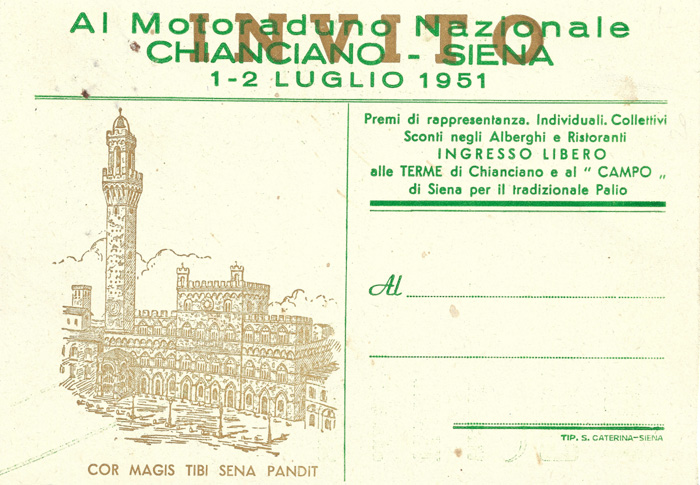 INVITO
Al Motoraduno Nazionale
CHIANCIANO - SIENA
1-2 LUGLIO 1951
Premi di rappresentanza. Individuali. Collettivi
Sconti negli Alberghi e Ristoranti
INGRESSO LIBERO
alle TERME di Chianciano e al " CAMPO „
di Siena per il tradizionale Palio
Al
TIP. S. CATERINA-SIENA
COR MAGIS TIBI SENA PANDIT